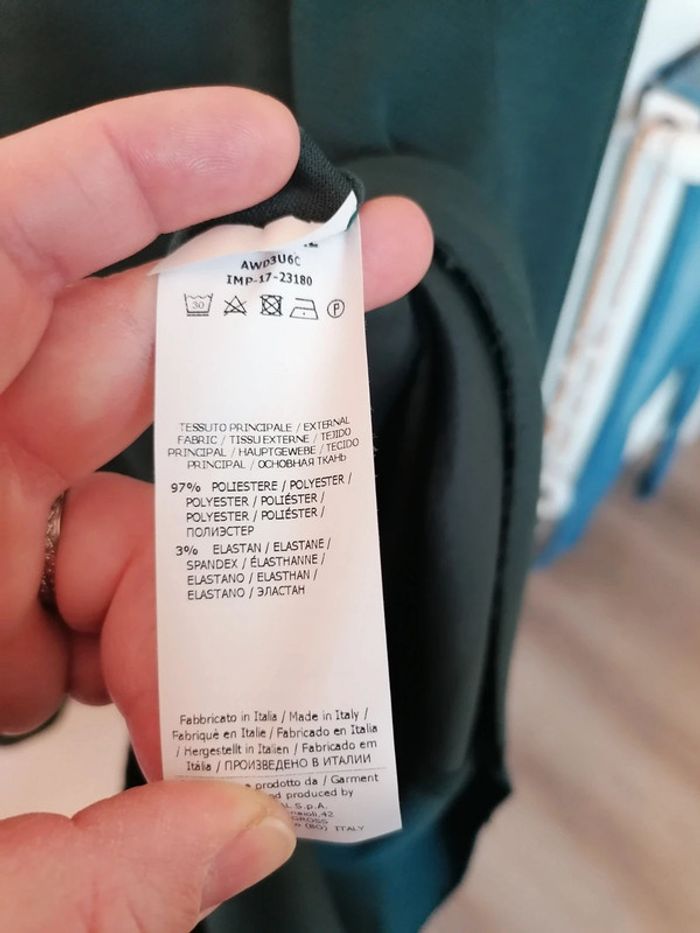 AWD3U6C
IMP-17-23180
30
P
TESSUTO PRINCIPALE / EXTERNAL
FABRIC / TISSU EXTERNE / TEJIDO
PRINCIPAL / HAUPTGEWEBE / TECIDO
PRINCIPAL / ОСНОВНАЯ ТКАНЬ
97% POLIESTERE / POLYESTER /
POLYESTER / POLIÉSTER /
POLYESTER / POLIÉSTER /
ПОЛИЭСТЕР
3% ELASTAN / ELASTANE /
SPANDEX / ÉLASTHANNE /
ELASTANO / ELASTHAN /
ELASTANO / ЭЛАСТАН
Fabbricato in Italia / Made in Italy /
Fabriqué en Italie / Fabricado en Italia
/ Hergestellt in Italien / Fabricado em
Itália / ПРОИЗВЕДЕНО В ИТАЛИИ
prodotto da / Garment
produced by
S.p.A.
42
(BO) ITALY